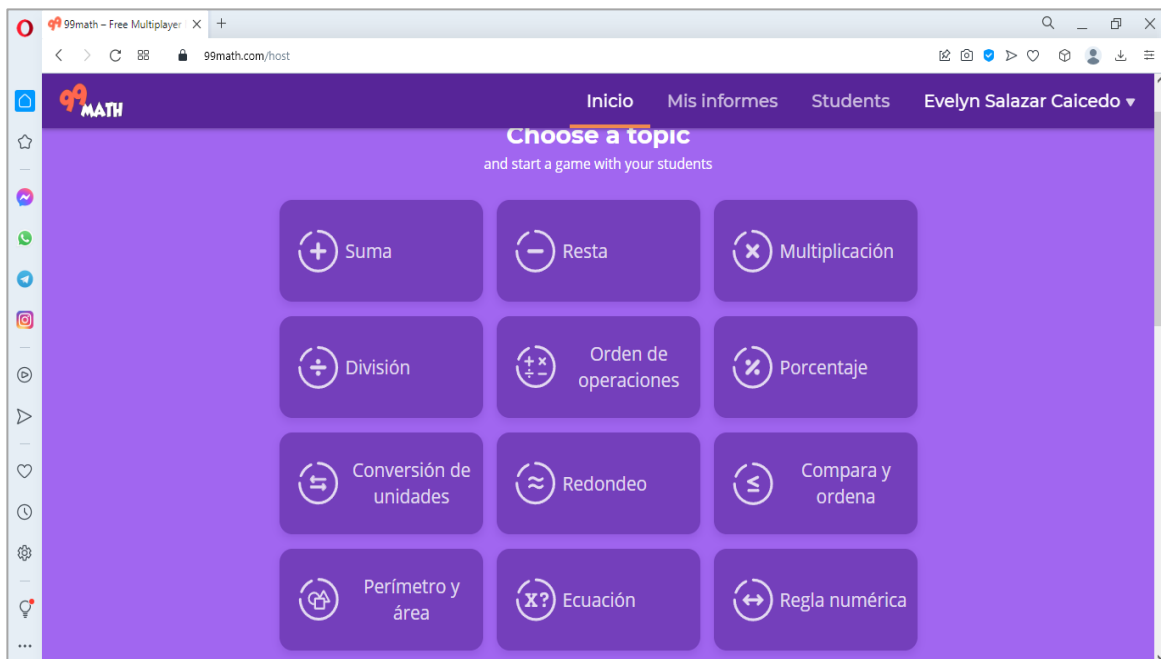 99math – Free Multiplayer
99math.com/host
99 MATH
Inicio Mis informes Students Evelyn Salazar Caicedo ▾
Choose a topic
and start a game with your students
Suma
Resta
Multiplicación
División
Orden de
operaciones
Porcentaje
Conversión de
unidades
Redondeo
Compara y
ordena
Perímetro y
área
X? Ecuación
Regla numérica